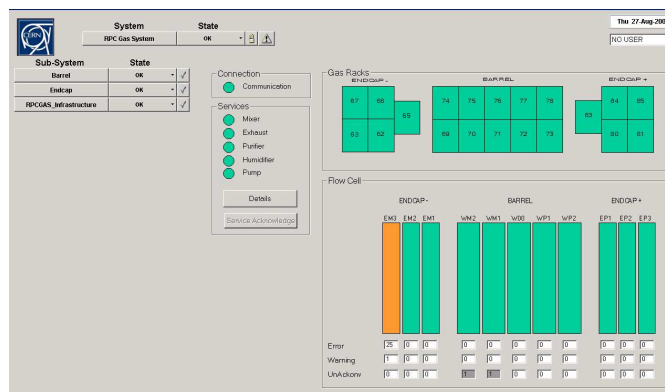 System State Thu 27-Aug-200
CERN RPC Gas System OK NO USER
Sub-System State
Barrel OK
Endcap OK
RPCGAS_Infrastructure OK
Connection
Communication
Services
Mixer
Exhaust
Purifier
Humidifier
Pump
Details
Service Acknowledge
Gas Racks
ENDCAP - BARREL ENDCAP +
67 66 74 75 76 77 78 84 85
65 63
63 62 69 70 71 72 73 80 81
Flow Cell
ENDCAP- BARREL ENDCAP+
EM3 EM2 EM1 WM2 WM1 W00 WP1 WP2 EP1 EP2 EP3
Error 25 0 0 0 0 0 0 0 0 0 0
Warning 1 0 0 0 0 0 0 0 0 0 0
UnAckonv 0 0 0 1 1 0 0 0 0 0 0